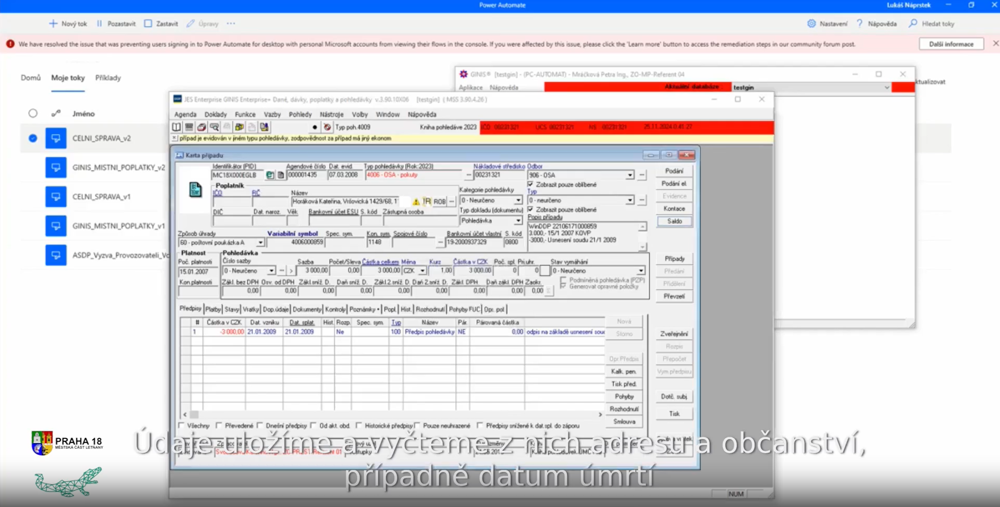 Power Automate
Lukáš Náprstek
Nový tok Pozastavit Zastavit Úpravy ···
Nastavení ? Nápověda Hledat toky
We have resolved the issue that was preventing users signing in to Power Automate for desktop with personal Microsoft accounts from viewing their flows in the console. If you were affected by this issue, please click the 'Learn more' button to access the remediation steps in our community forum post.
Další informace
Domů Moje toky Příklady
Jméno
CELNI_SPRAVA_v2
GINIS_MISTNI_POPLATKY_v2
CELNI_SPRAVA_v1
GINIS_MISTNI_POPLATKY_v1
ASDP_Vyzva_Provozovateli_Vo
GINIS® [testgin] - (PC-AUTOMAT) - Mráčková Petra Ing., ZO-MP-Referent 04
Aplikace Nápověda
Aktuální databáze : testgin
ktualizovat
JES Enterprise GINIS Enterprise+ Daně, dávky, poplatky a pohledávky v.3.90.10X06 [testgin] ( MSS 3.90.4.26 )
Agenda Doklady Funkce Vazby Pohledy Nástroje Volby Window Nápověda
Typ poh.4009 Kniha pohledáve 2023 IČO 00231321 UCS 00231321 NS 00231321 25.11.2024 0:41:27
případ je evidován v jiném typu pohledávky, zodpovědnost za případ má jiný ekonom
Karta případu
Identifikátor (PID) Agendové číslo Dat. evid. Typ pohledávky (Rok:2023) Nákladové středisko Odbor
MC18X000EGLB 000001435 07.03.2008 4006 - OSA - pokuty 00231321 906 - OSA
Zobrazit pouze oblíbené
Poplatník
IČO RČ Název
Horáková Kateřina, Vršovická 1429/68, 1
!R ROB
Kategorie pohledávky Typ
0 - Neurčeno 0 - neurčeno
DIČ Dat. naroz. Věk Bankovní účet ESU S. kód Zástupná osoba
Typ dokladu (dokumentu) Zobrazit pouze oblíbené
Pohledávka
Popis případu
WinDDP 22106171000859
3.000,- 15/1 2007 KOVP
-3000,- Usnesení soudu 21/1 2009
Způsob úhrady Variabilní symbol Spec. sym. Kon. sym. Spojové číslo Bankovní účet vlastní S. kód
60 - poštovní poukázka A 4006000859 1148 19-2000937329 0800
Platnost Pohledávka
Poč. platnosti Číslo sazby Sazba Počet/Sleva Částka celkem Měna Kurz Částka v CZK Poč. spl. Pri.uhr. Stav vymáhání
15.01.2007 0 - Neurčeno 3 000,00 0,00 3 000,00 CZK 1,00 3 000,00 0 0 0 - Neurčeno
Kon.platnosti Zákl. bez DPH Osv. od DPH Zákl.sníž. D. Daň sníž. D. Zákl.2.sníž. D. Daň 2.sníž. D. Zákl. DPH Daň zákl. DPH Zaokr.
0,00 0,00 0,00 0,00 0,00 0,00 0,00 0,00 0,00
Podmíněná pohledávka (PZP)
Generovat opravné položky
Předpisy Platby Stavy Vratky Dop.údaje Dokumenty Kontroly Poznámky • Popl. Hist. Rozhodnutí Pohyby FUC Opr. pol
# Částka v CZK Dat. vzniku Dat. splat. Hist. Rozp. Spec. sym. Typ Název Pár. Párovaná částka
1 -3 000,00 21.01.2009 21.01.2009 Ne 100 Předpis pohledávky NE 0,00 odpis na základě usnesení souc
Nová
Storno
Opr.Předpis
Kalk. pen.
Tisk před.
Pohyby
Rozhodnutí
Smlouva
Podání
Podání el.
Evidence
Kontace
Saldo
Případy
Předání
Přidělení
Převzetí
Zveřejnění
Rozpis
Přepočet
Vym.předpisu
Dotč. subj.
Tisk
Všechny Převedené Dnešní předpisy Od akt. obd. Historické předpisy Pouze neuhrazené Předpisy snížené k dat.spl. do záporu
PRAHA 18
MĚSTSKÁ ČÁST LETŇANY
Údaje uložíme a vyčteme z nich adresu a občanství,
případně datum úmrtí
NUM